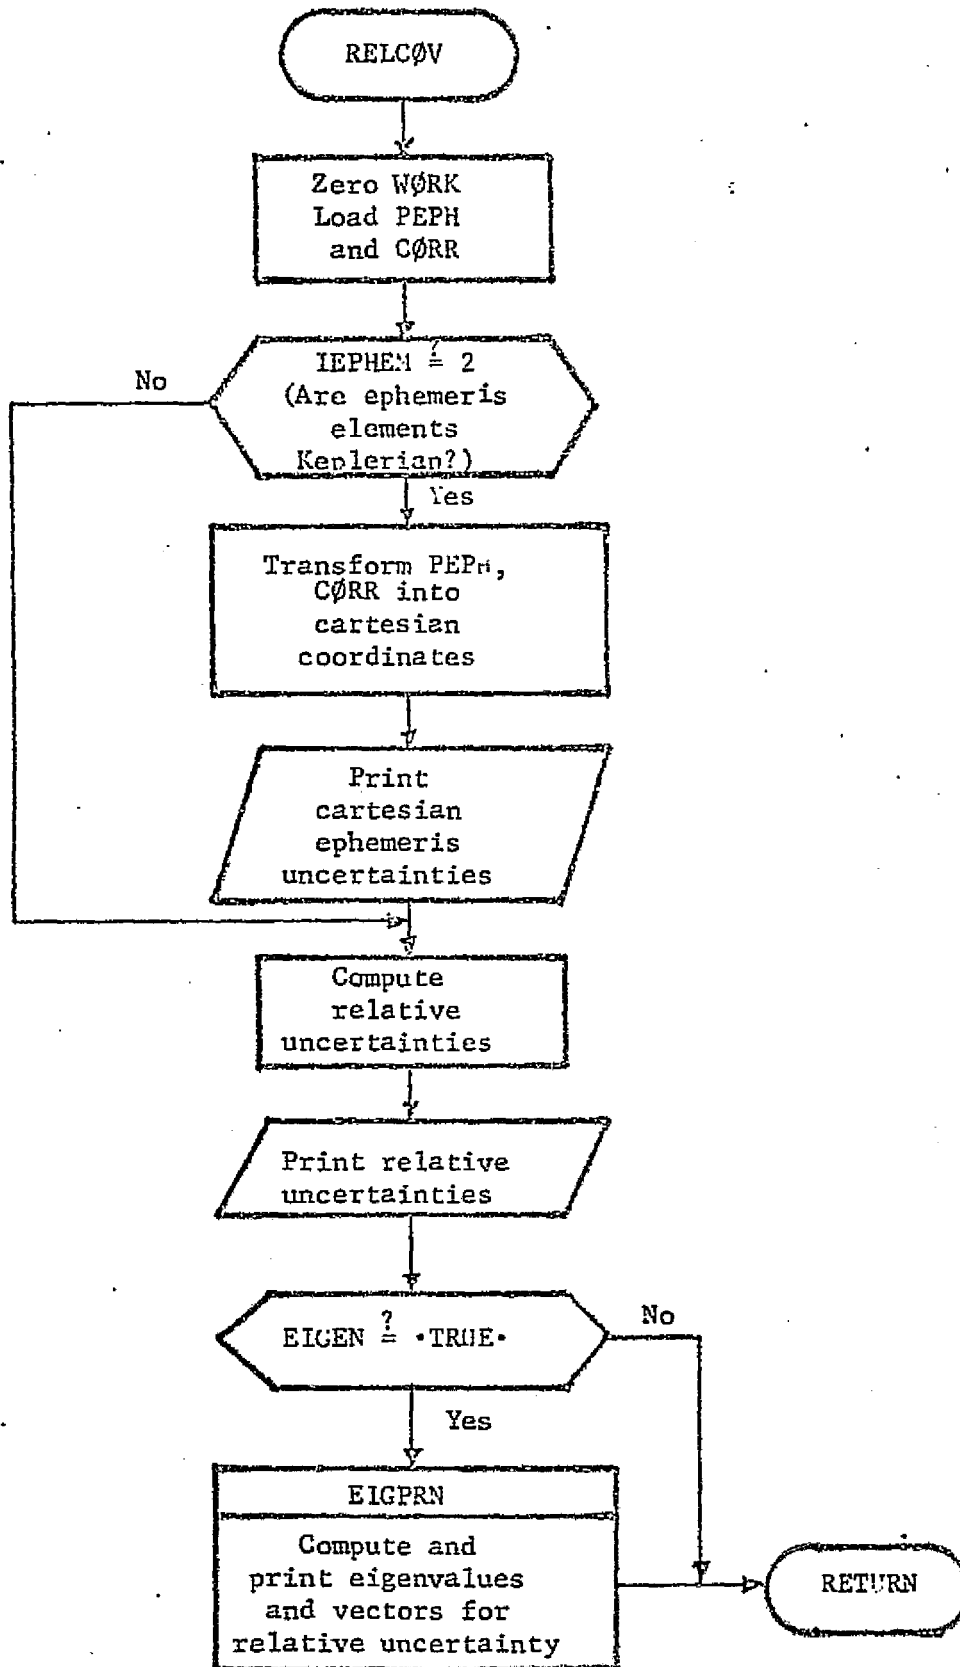 RELCØV
Zero WØRK
Load PEPH
and CØRR
IEPHEM ≟ 2
(Are ephemeris
elements
Keplerian?)
No
Yes
Transform PEPH,
CØRR into
cartesian
coordinates
Print
cartesian
ephemeris
uncertainties
Compute
relative
uncertainties
Print relative
uncertainties
EIGEN ≟ .TRUE.
No
Yes
EIGPRN
Compute and
print eigenvalues
and vectors for
relative uncertainty
RETURN